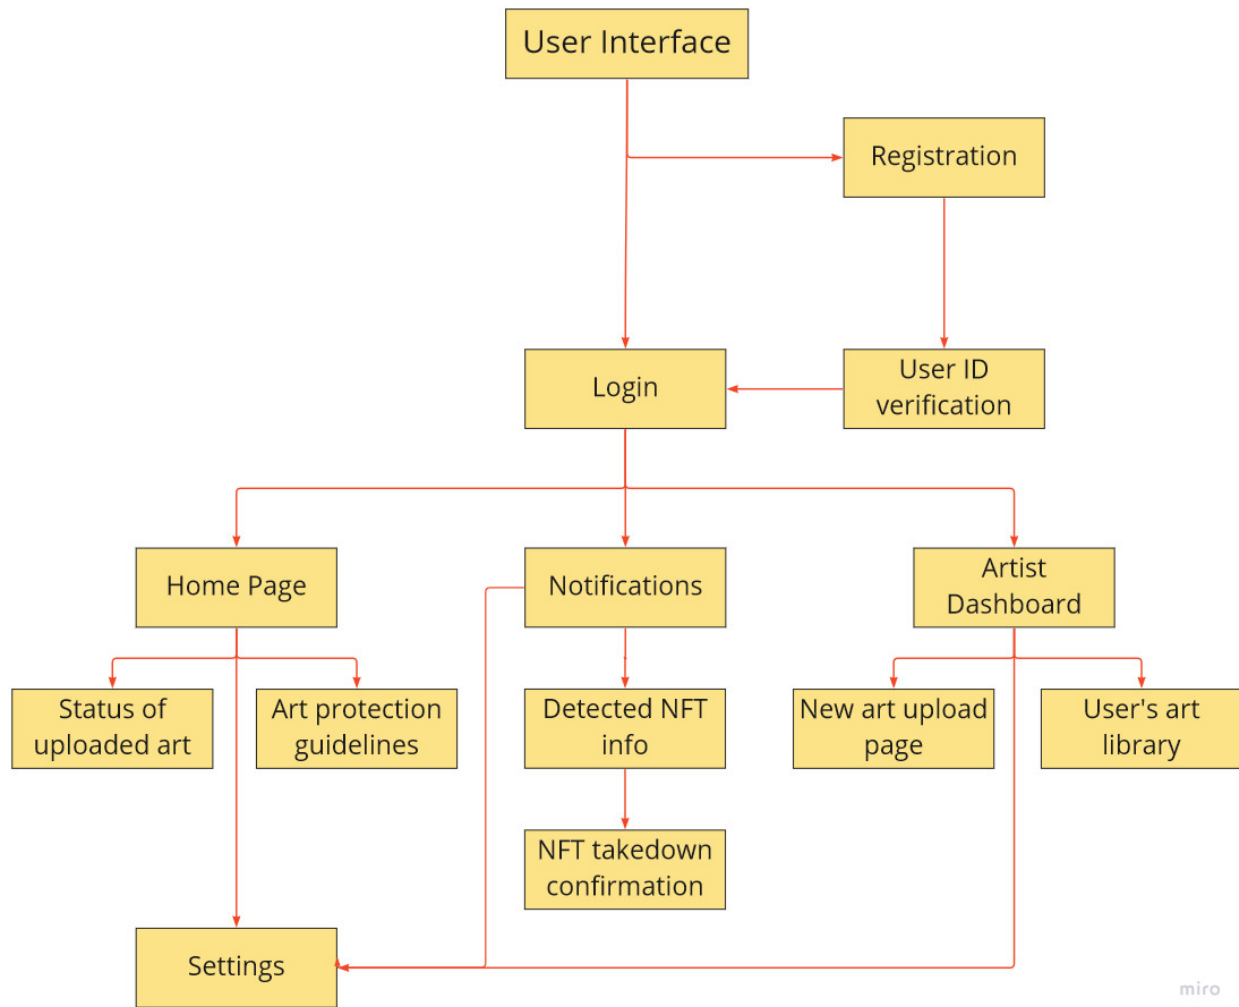 User Interface
Registration
Login
User ID
verification
Home Page
Notifications
Artist
Dashboard
Status of
uploaded art
Art protection
guidelines
Detected NFT
info
New art upload
page
User's art
library
NFT takedown
confirmation
Settings
miro